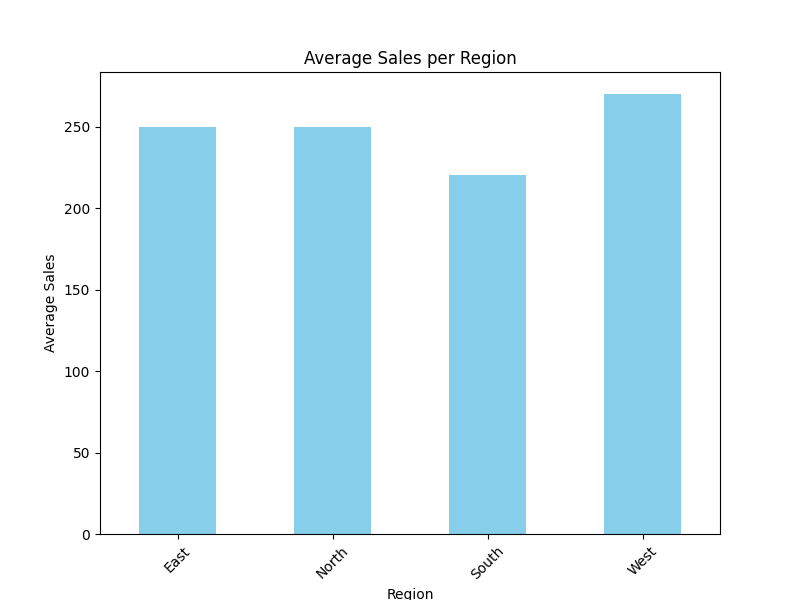 Average Sales per Region
Average Sales
250
200
150
100
50
0
East
North
South
West
Region